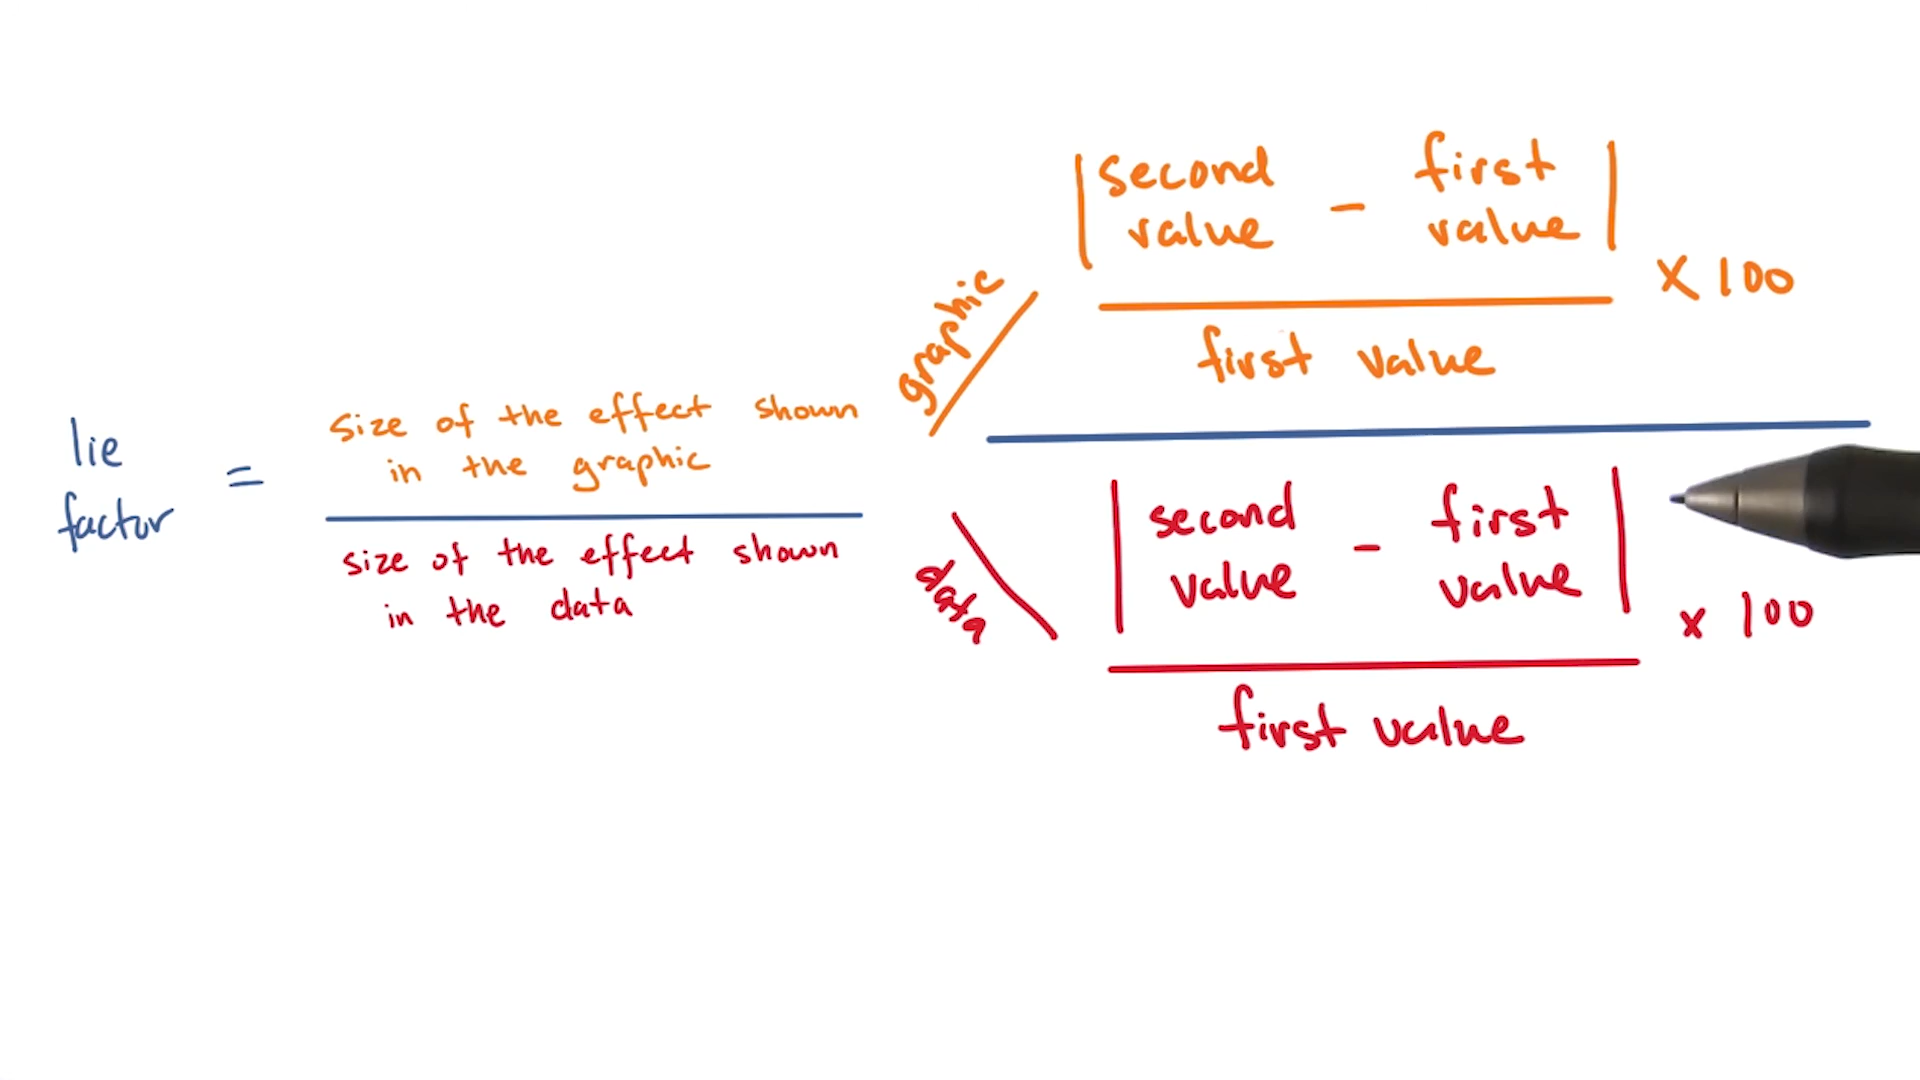 lie
factor
=
size of the effect shown
in the graphic
size of the effect shown
in the data
graphic
|second value - first value|
first value
x 100
data
|second value - first value|
first value
x 100